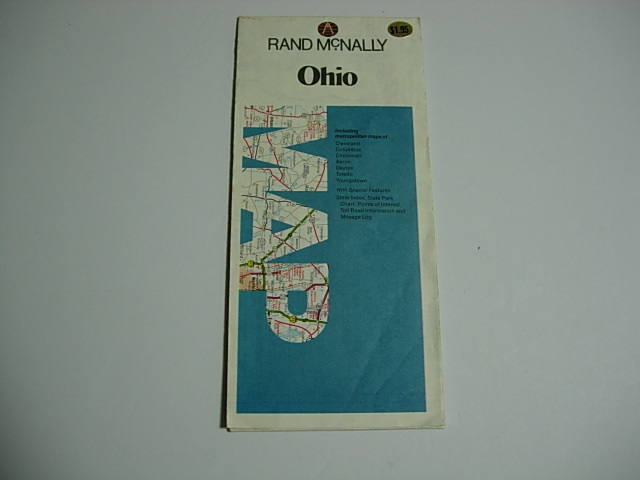 $1.95
RAND McNALLY
Ohio
MAP
Including
metropolitan maps of
Cleveland
Columbus
Cincinnati
Akron
Dayton
Toledo
Youngstown
With Special Features
State Index, State Park
Chart, Points of Interest,
Toll Road Information and
Mileage Log